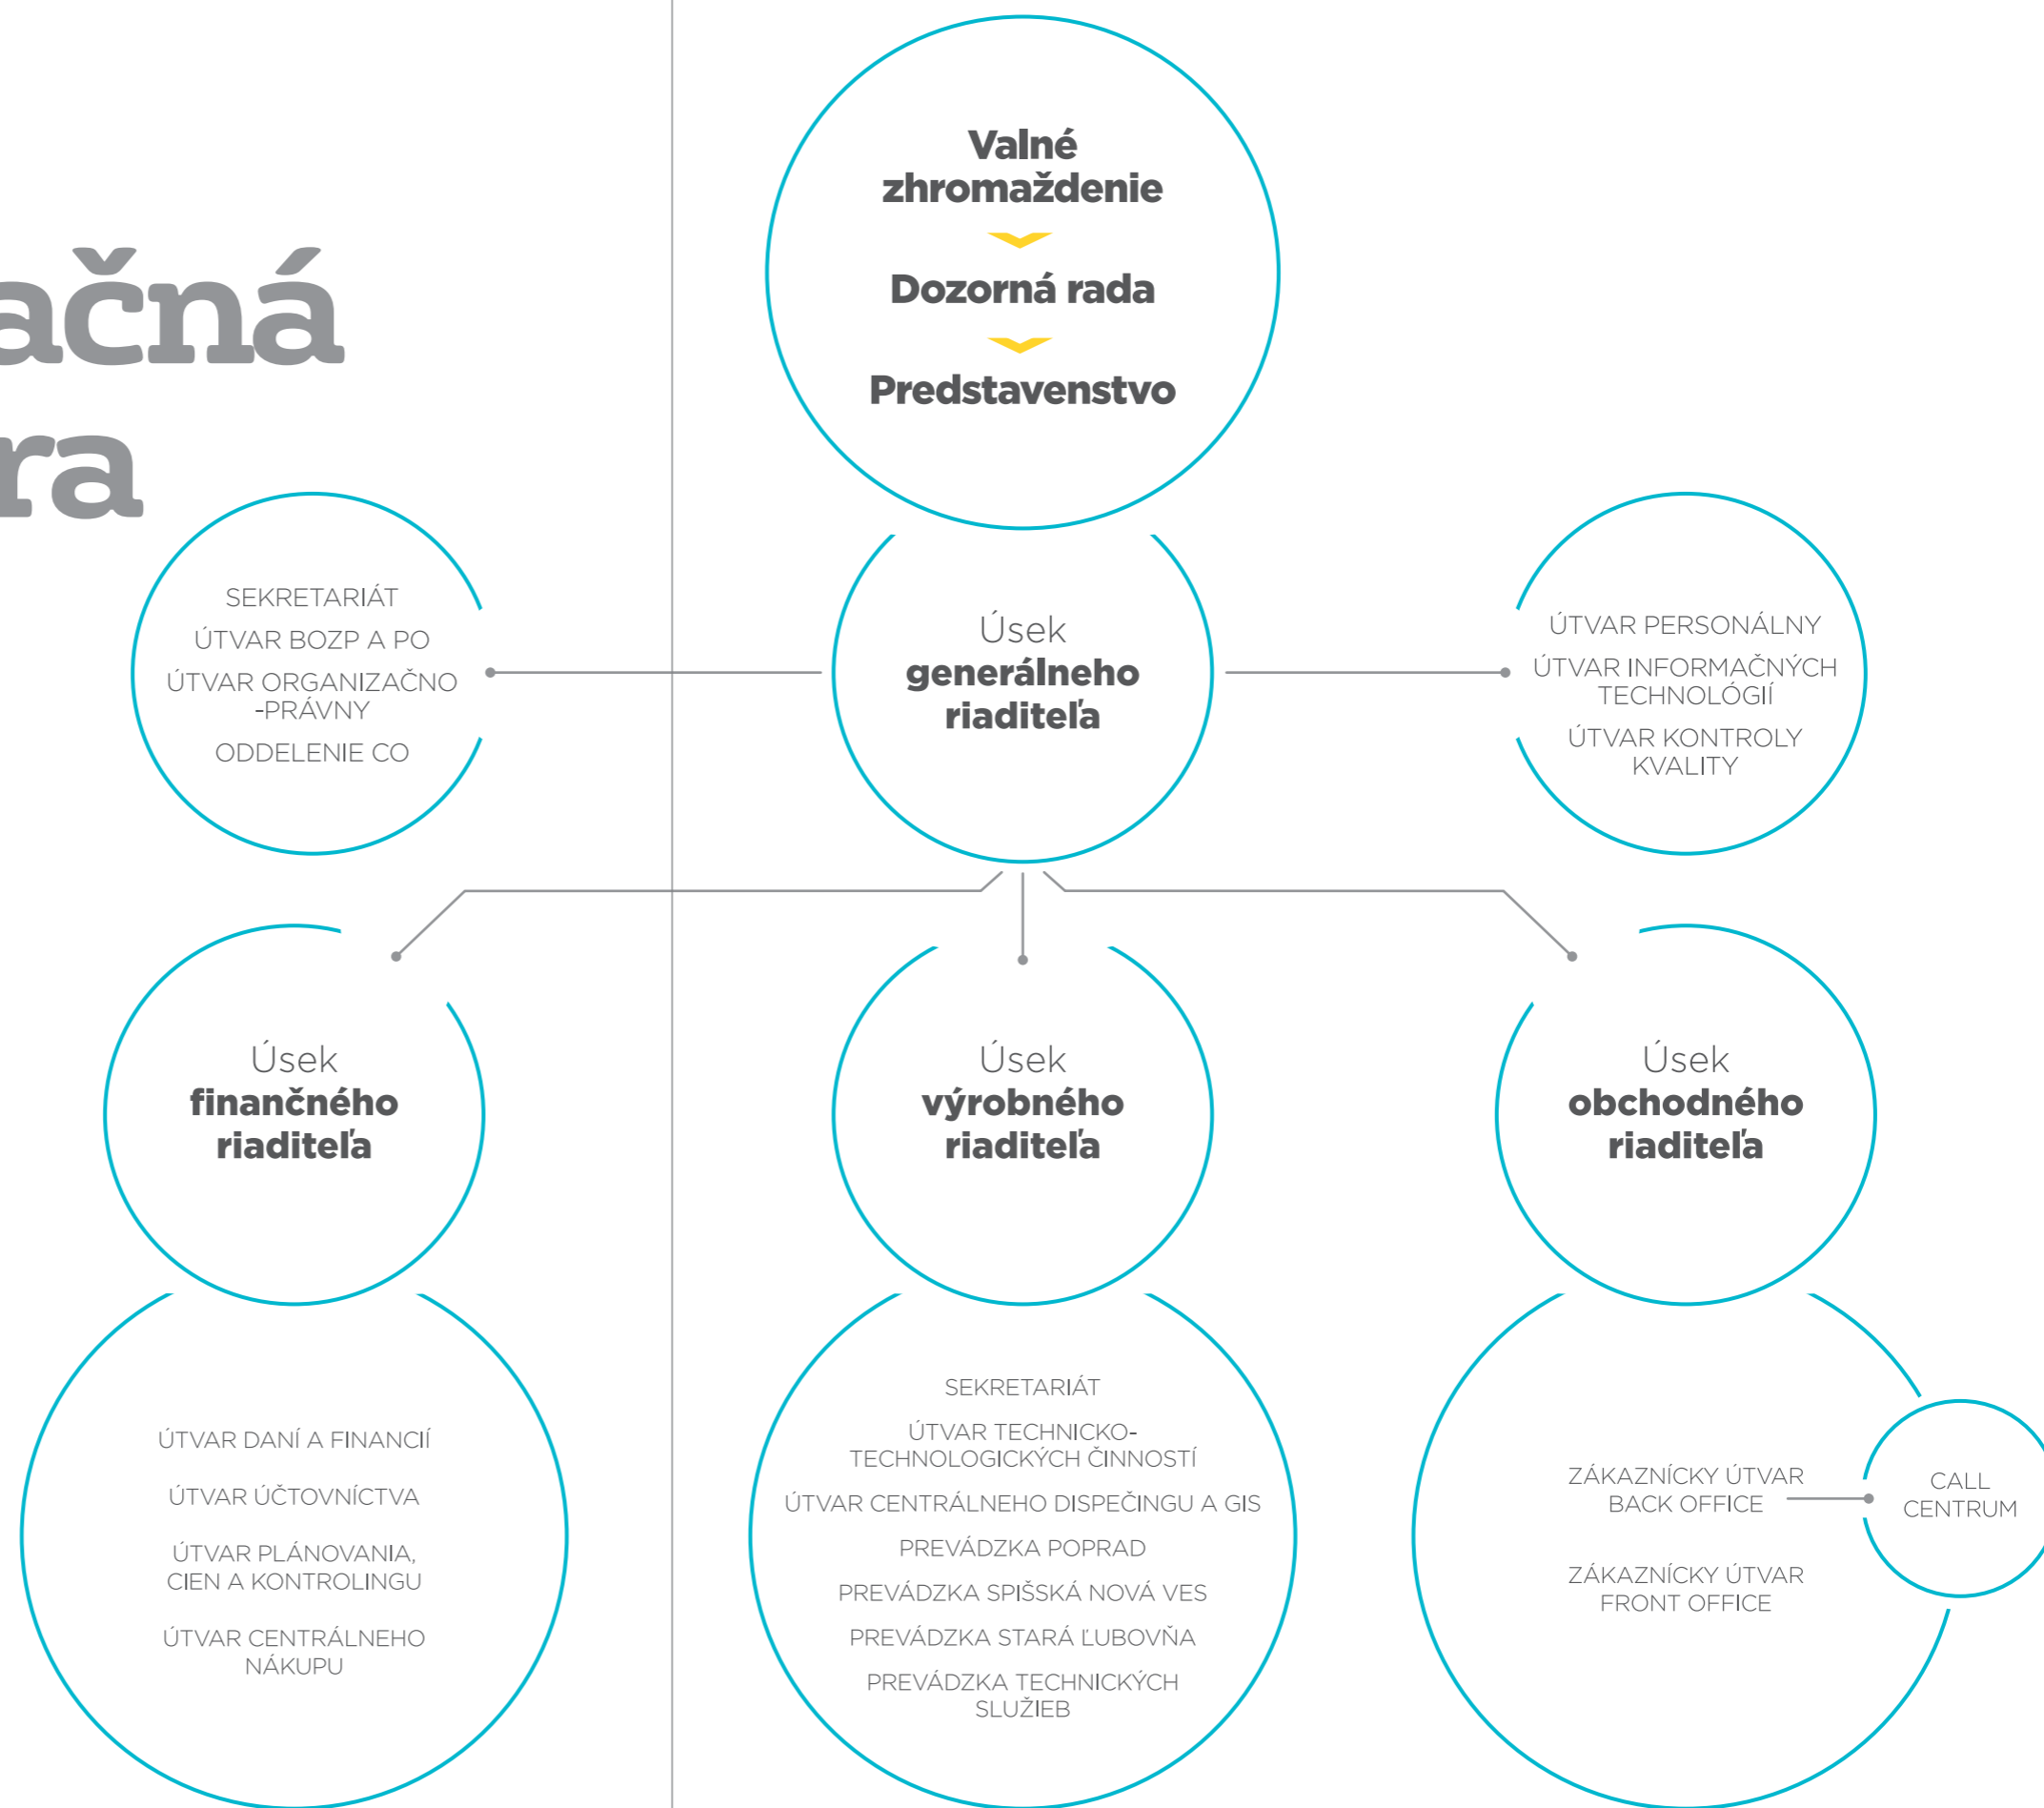 ačná
ra
Valné
zhromaždenie
Dozorná rada
Predstavenstvo
SEKRETARIÁT
ÚTVAR BOZP A PO
ÚTVAR ORGANIZAČNO
-PRÁVNY
ODDELENIE CO
Úsek
generálneho
riaditeľa
ÚTVAR PERSONÁLNY
ÚTVAR INFORMAČNÝCH
TECHNOLÓGIÍ
ÚTVAR KONTROLY
KVALITY
Úsek
finančného
riaditeľa
Úsek
výrobného
riaditeľa
Úsek
obchodného
riaditeľa
ÚTVAR DANÍ A FINANCIÍ
ÚTVAR ÚČTOVNÍCTVA
ÚTVAR PLÁNOVANIA,
CIEN A KONTROLINGU
ÚTVAR CENTRÁLNEHO
NÁKUPU
SEKRETARIÁT
ÚTVAR TECHNICKO-
TECHNOLOGICKÝCH ČINNOSTÍ
ÚTVAR CENTRÁLNEHO DISPEČINGU A GIS
PREVÁDZKA POPRAD
PREVÁDZKA SPIŠSKÁ NOVÁ VES
PREVÁDZKA STARÁ ĽUBOVŇA
PREVÁDZKA TECHNICKÝCH
SLUŽIEB
ZÁKAZNÍCKY ÚTVAR
BACK OFFICE
ZÁKAZNÍCKY ÚTVAR
FRONT OFFICE
CALL
CENTRUM